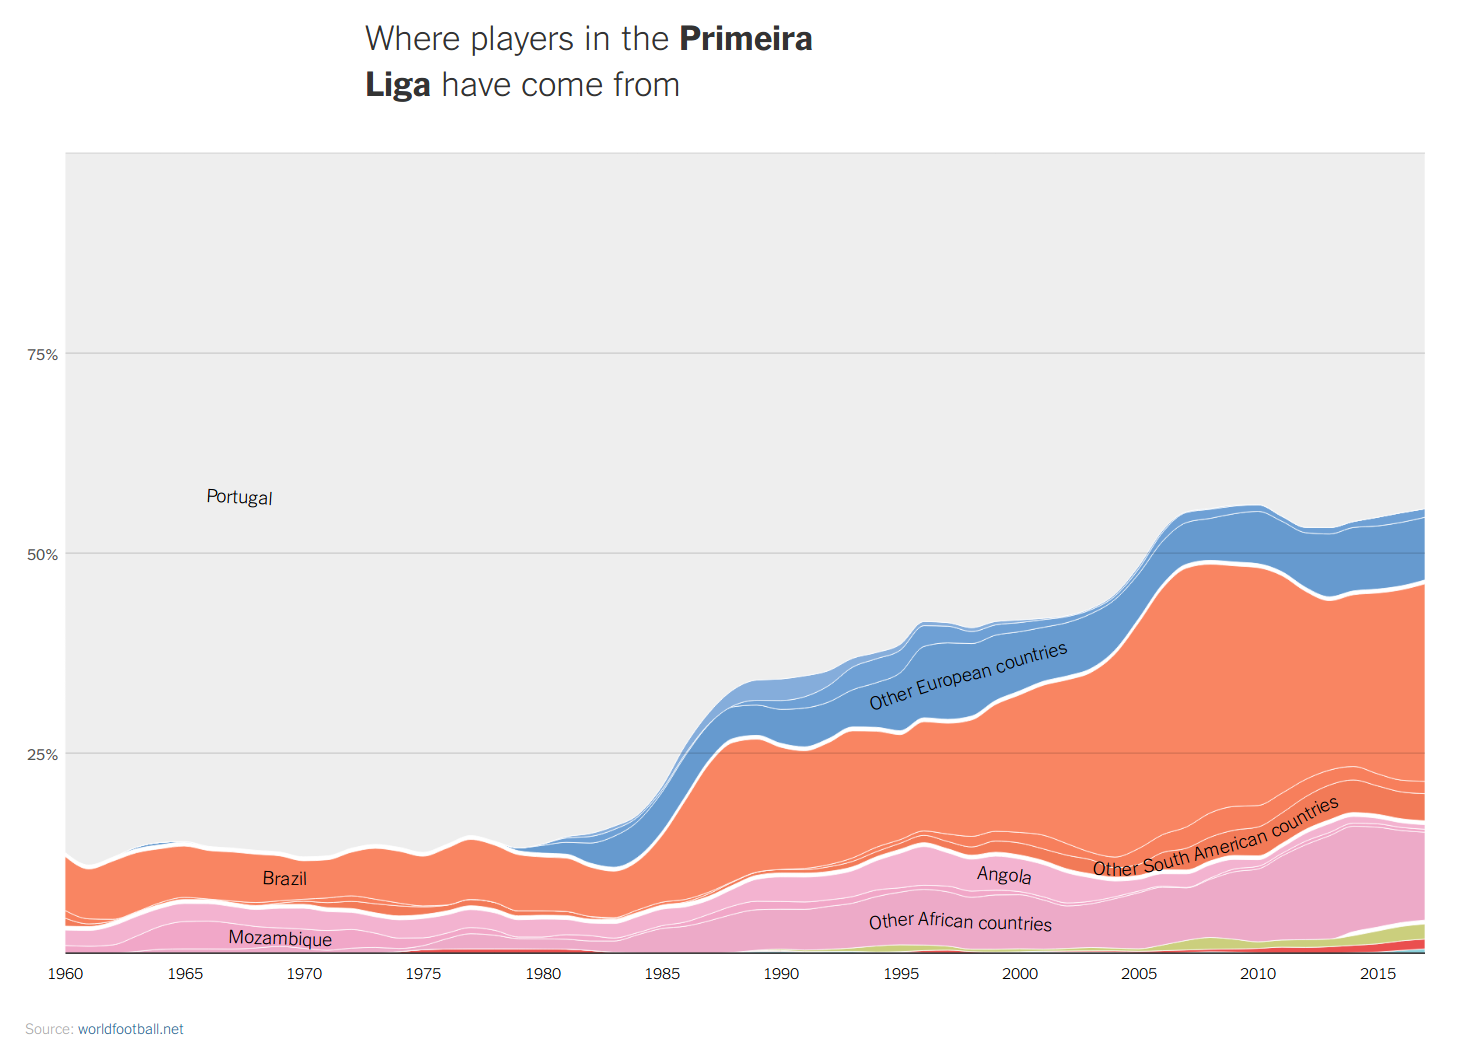 Where players in the Primeira
Liga have come from
75%
Portugal
50%
Other European countries
25%
Other South American countries
Brazil
Angola
Other African countries
Mozambique
1960 1965 1970 1975 1980 1985 1990 1995 2000 2005 2010 2015
Source: worldfootball.net